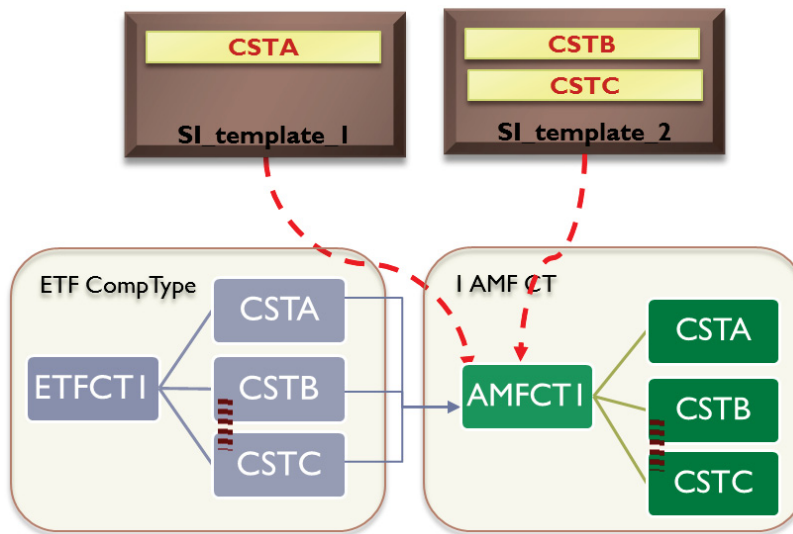 CSTA
SI_template_1
CSTB
CSTC
SI_template_2
ETF CompType
ETFCT1
CSTA
CSTB
CSTC
1 AMF CT
AMFCT1
CSTA
CSTB
CSTC